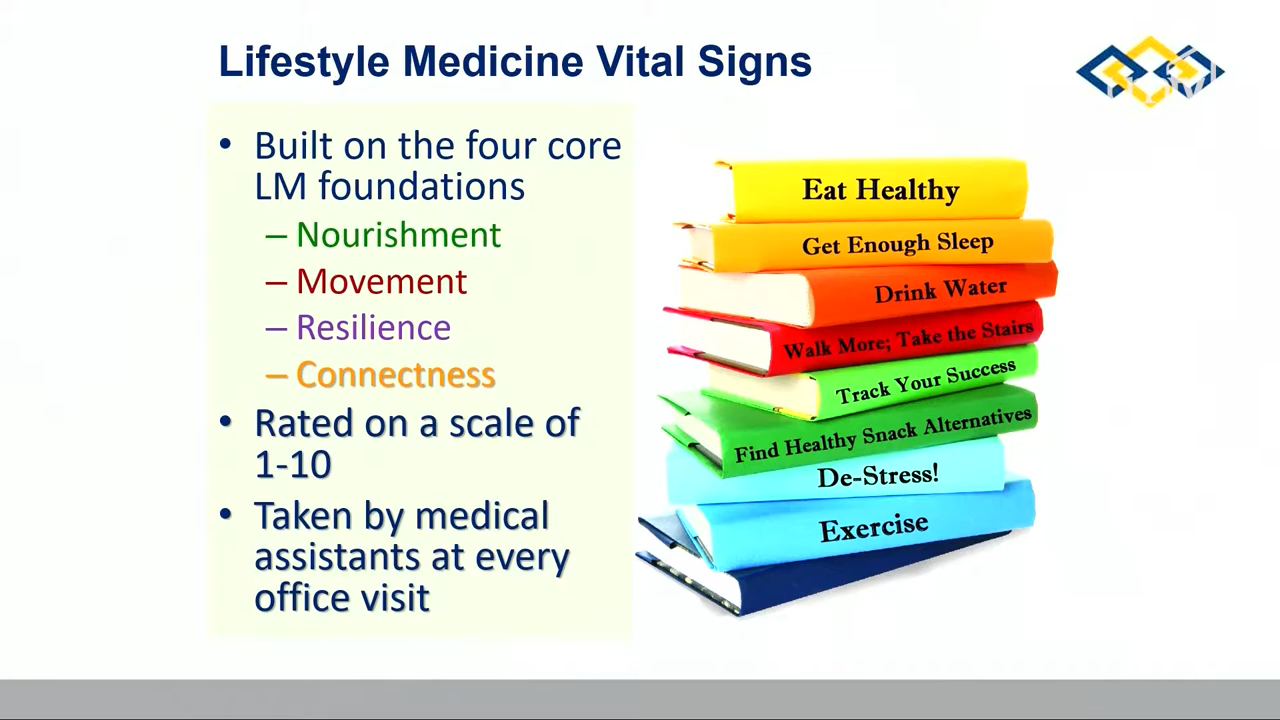 Lifestyle Medicine Vital Signs
• Built on the four core
LM foundations
– Nourishment
– Movement
– Resilience
– Connectness
• Rated on a scale of
1-10
• Taken by medical
assistants at every
office visit
Eat Healthy
Get Enough Sleep
Drink Water
Walk More; Take the Stairs
Track Your Success
Find Healthy Snack Alternatives
De-Stress!
Exercise